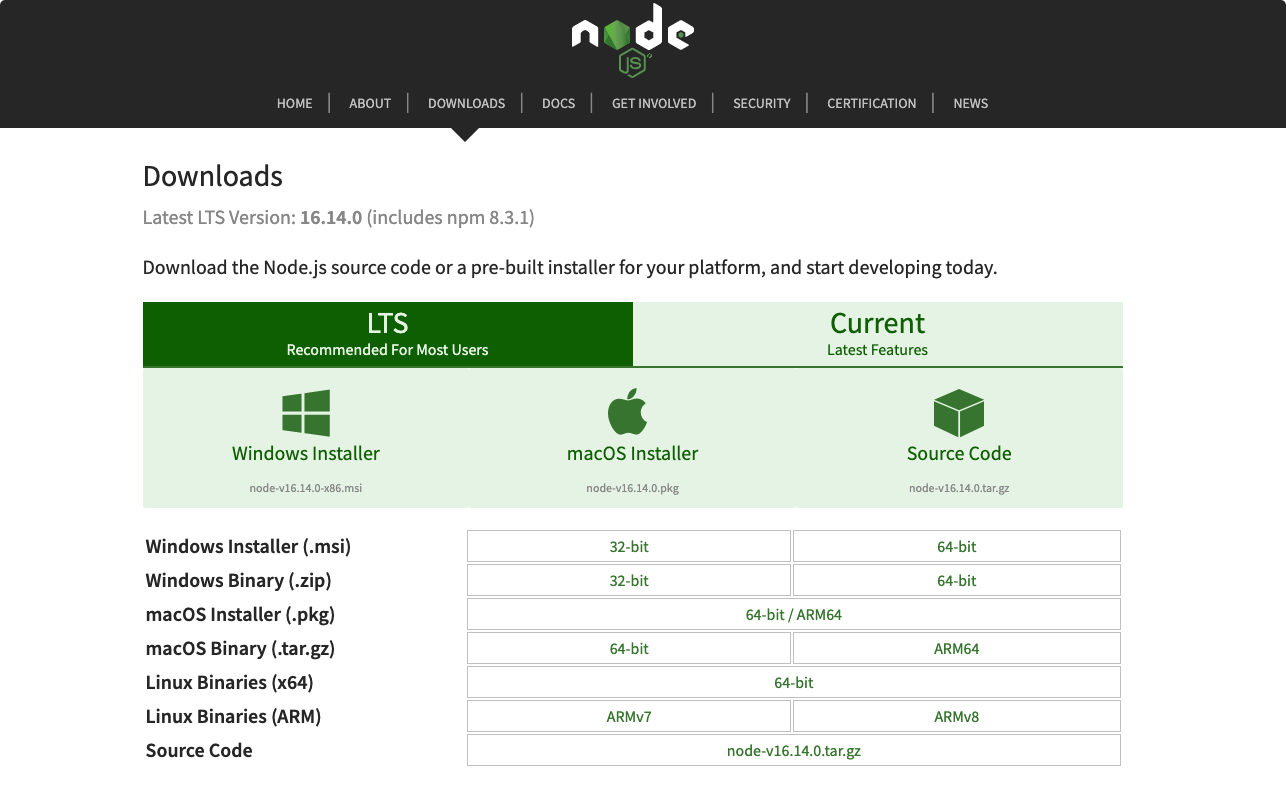 node
JS
HOME
ABOUT
DOWNLOADS
DOCS
GET INVOLVED
SECURITY
CERTIFICATION
NEWS
Downloads
Latest LTS Version: 16.14.0 (includes npm 8.3.1)
Download the Node.js source code or a pre-built installer for your platform, and start developing today.
LTS
Recommended For Most Users
Current
Latest Features
Windows Installer
node-v16.14.0-x86.msi
macOS Installer
node-v16.14.0.pkg
Source Code
node-v16.14.0.tar.gz
Windows Installer (.msi) 32-bit 64-bit
Windows Binary (.zip) 32-bit 64-bit
macOS Installer (.pkg) 64-bit / ARM64
macOS Binary (.tar.gz) 64-bit ARM64
Linux Binaries (x64) 64-bit
Linux Binaries (ARM) ARMv7 ARMv8
Source Code node-v16.14.0.tar.gz